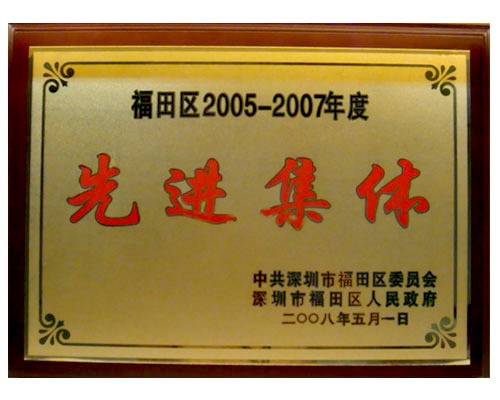 福田区2005-2007年度
先进集体
中共深圳市福田区委员会
深圳市福田区人民政府
二〇〇八年五月一日